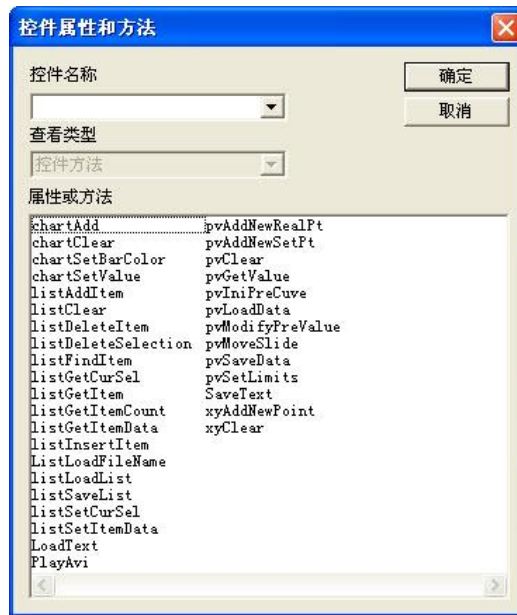 控件属性和方法
控件名称
确定
取消
查看类型
控件方法
属性或方法
chartAdd
chartClear
chartSetBarColor
chartSetValue
listAddItem
listClear
listDeleteItem
listDeleteSelection
listFindItem
listGetCurSel
listGetItem
listGetItemCount
listGetItemData
listInsertItem
ListLoadFileName
listLoadList
listSaveList
listSetCurSel
listSetItemData
LoadText
PlayAvi
pvAddNewRealPt
pvAddNewSetPt
pvClear
pvGetValue
pvIniPreCuve
pvLoadData
pvModifyPreValue
pvMoveSlide
pvSaveData
pvSetLimits
SaveText
xyAddNewPoint
xyClear